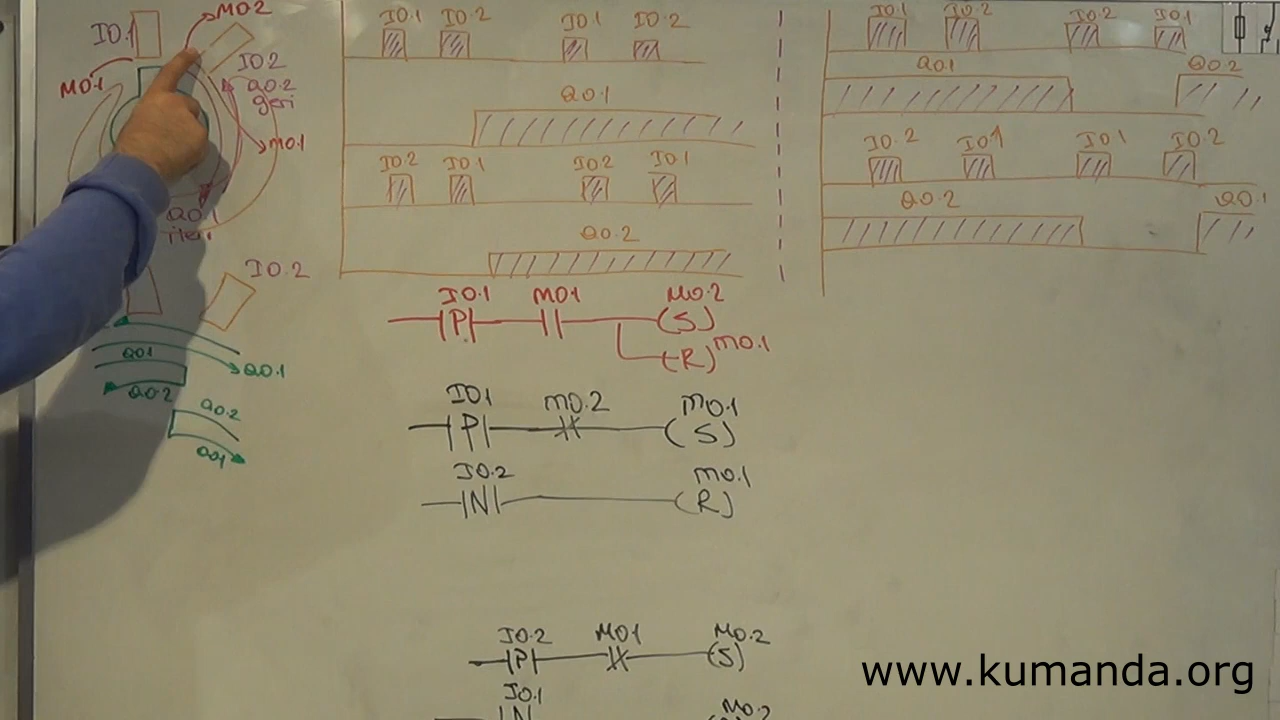 I0.1
M0.2
I0.2
M0.1
Q0.2
geri
M0.1
Q0.1
ileri
I0.2
Q0.1
Q0.1
Q0.2
Q0.2
Q0.1
I0.1 I0.2 I0.1 I0.2
Q0.1
I0.2 I0.1 I0.2 I0.1
Q0.2
I0.1 I0.2 I0.2 I0.1
Q0.1 Q0.2
I0.2 I0.1 I0.1 I0.2
Q0.2 Q0.1
I0.1 M0.1 M0.2
P (S)
(R) M0.1
I0.1 M0.2 M0.1
P (S)
I0.2 M0.1
N (R)
I0.2 M0.1 M0.2
P (S)
I0.1
N M0.2
www.kumanda.org